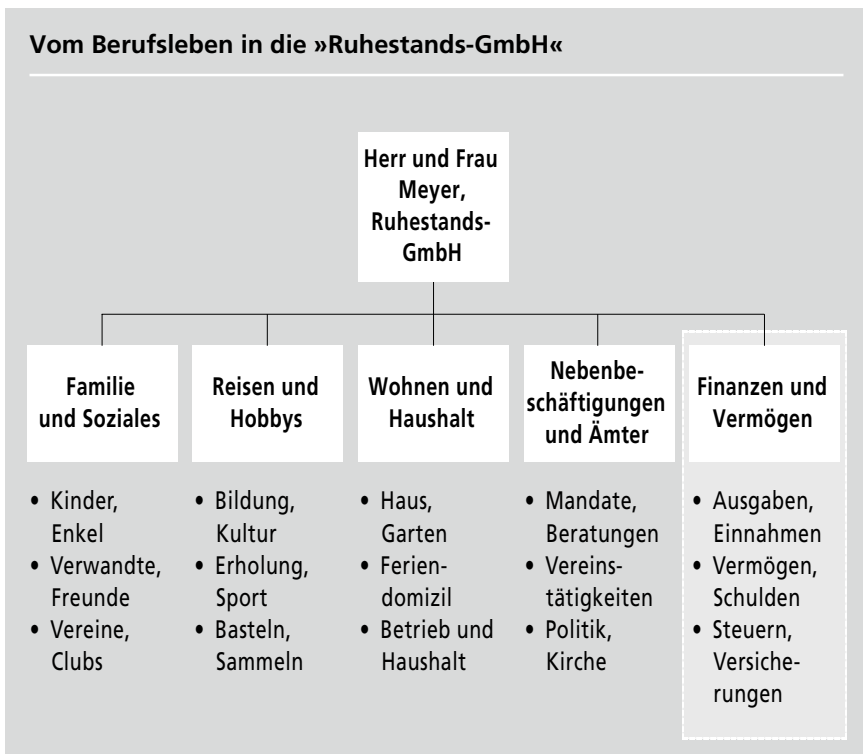 Vom Berufsleben in die »Ruhestands-GmbH«
Herr und Frau
Meyer,
Ruhestands-
GmbH
Familie
und Soziales
• Kinder,
Enkel
• Verwandte,
Freunde
• Vereine,
Clubs
Reisen und
Hobbys
• Bildung,
Kultur
• Erholung,
Sport
• Basteln,
Sammeln
Wohnen und
Haushalt
• Haus,
Garten
• Ferien-
domizil
• Betrieb und
Haushalt
Nebenbe-
schäftigungen
und Ämter
• Mandate,
Beratungen
• Vereins-
tätigkeiten
• Politik,
Kirche
Finanzen und
Vermögen
• Ausgaben,
Einnahmen
• Vermögen,
Schulden
• Steuern,
Versiche-
rungen